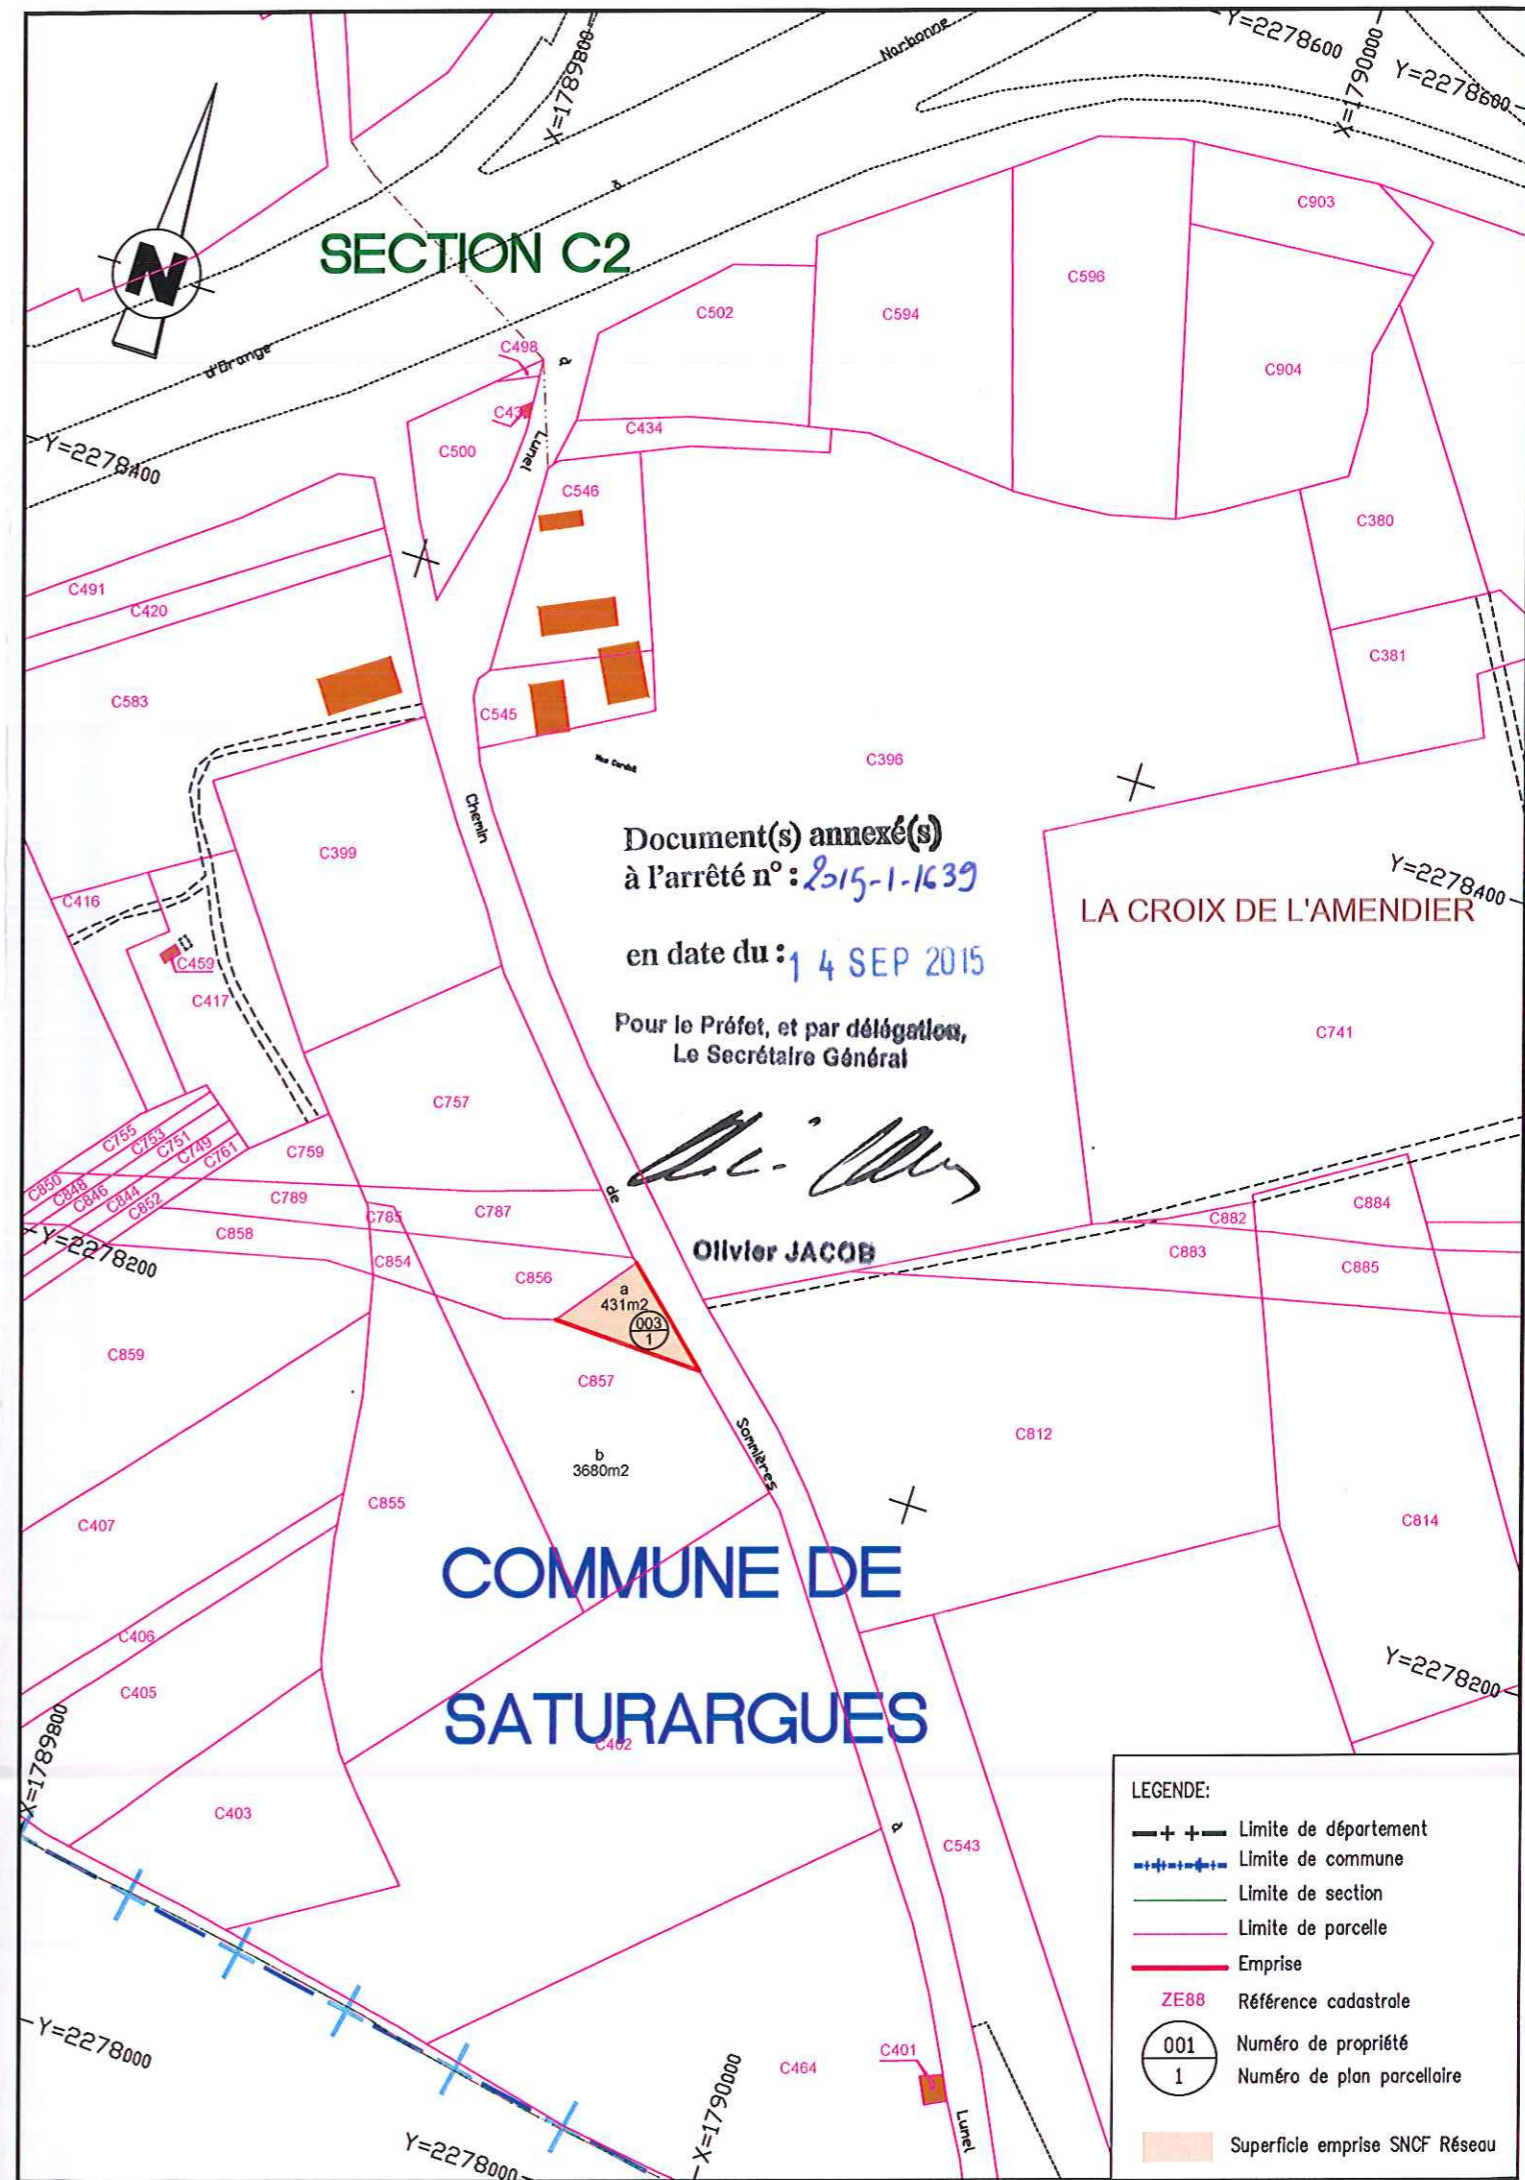 Y=2278600
X=1790000
Y=2278600
X=1789800
Narbonne
à
C903
SECTION C2
C596
C502
C594
N
d'Orange
C498
à
C904
C434
C500
Lunel
Y=2278400
C546
C380
C491
C420
C381
C583
C545
C396
Chemin
C399
Document(s) annexé(s)
à l'arrêté n° : 2015-1-1639
Y=2278400
LA CROIX DE L'AMENDIER
C416
en date du : 1 4 SEP 2015
C459
C417
Pour le Préfet, et par délégation,
Le Secrétaire Général
C741
C757
C755
C753
C751
C749
C761
C759
C850
C848
C846
C844
C852
C789
C785
C787
de
C882
C884
C858
C854
C883
C885
Y=2278200
Olivier JACOB
C856
a
431m2
003
1
C859
C857
C812
Sommières
b
3680m2
C855
C407
C814
COMMUNE DE
C406
C405
Y=2278200
SATURARGUES
C402
X=1789800
C403
à
C543
LEGENDE:
Limite de département
Limite de commune
Limite de section
Limite de parcelle
Emprise
ZE88 Référence cadastrale
001 Numéro de propriété
1 Numéro de plan parcellaire
Superficie emprise SNCF Réseau
Y=2278000
C464
C401
X=1790000
Lunel
Y=2278000